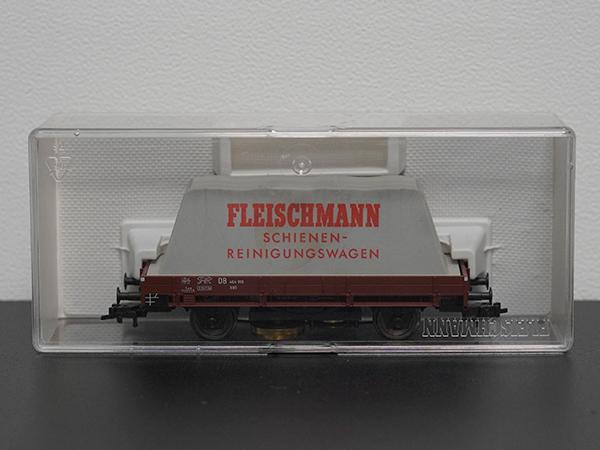 FLEISCHMANN
SCHIENEN-
REINIGUNGSWAGEN
DB
FLEISCHMANN